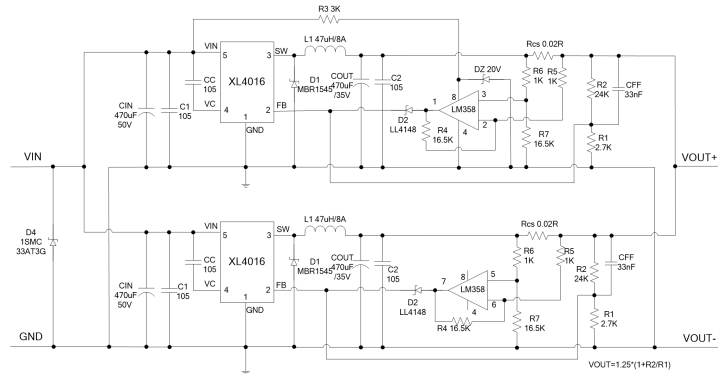 R3 3K
VIN
5
3
SW
L1 47uH/8A
Rcs 0.02R
CC
105
XL4016
D1
MBR1545
COUT
470uF
/35V
C2
105
DZ 20V
R6
1K
R5
1K
R2
24K
CFF
33nF
VC
4
2
FB
1
GND
CIN
470uF
50V
C1
105
D2
LL4148
1
8
3
LM358
2
4
R4
16.5K
R7
16.5K
R1
2.7K
VIN
VOUT+
D4
1SMC
33AT3G
VIN
5
3
SW
L1 47uH/8A
Rcs 0.02R
CC
105
XL4016
D1
MBR1545
COUT
470uF
/35V
C2
105
R6
1K
R5
1K
R2
24K
CFF
33nF
VC
4
2
FB
1
GND
CIN
470uF
50V
C1
105
D2
LL4148
7
8
5
LM358
6
4
R4 16.5K
R7
16.5K
R1
2.7K
GND
VOUT-
VOUT=1.25*(1+R2/R1)